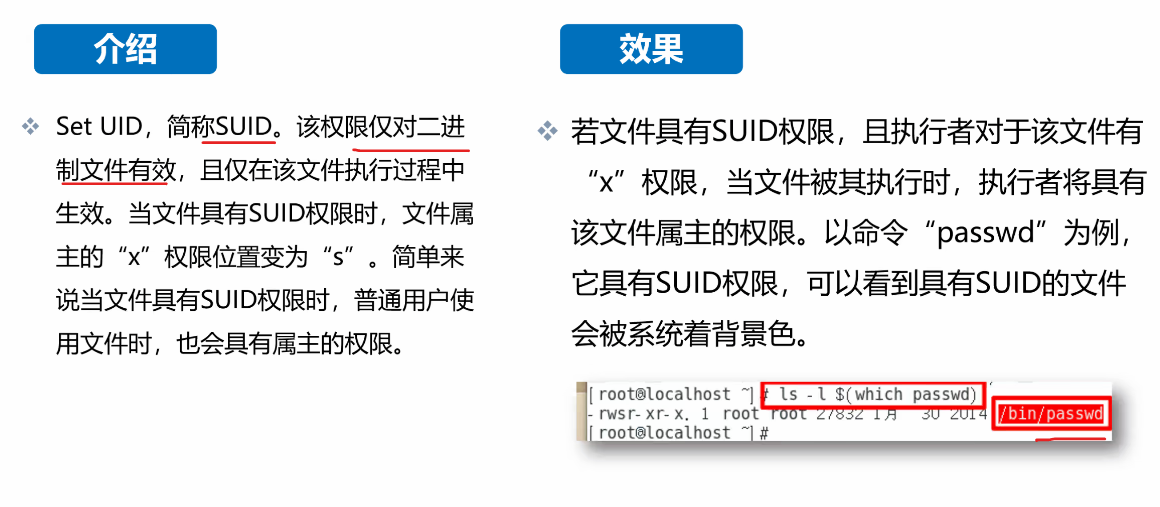 介绍
Set UID，简称SUID。该权限仅对二进
制文件有效，且仅在该文件执行过程中
生效。当文件具有SUID权限时，文件属
主的“x”权限位置变为“s”。简单来
说当文件具有SUID权限时，普通用户使
用文件时，也会具有属主的权限。
效果
若文件具有SUID权限，且执行者对于该文件有
“x”权限，当文件被其执行时，执行者将具有
该文件属主的权限。以命令“passwd”为例，
它具有SUID权限，可以看到具有SUID的文件
会被系统着背景色。
[root@localhost ~]# ls -l $(which passwd)
-rwsr-xr-x. 1 root root 27832 1月  30 2014 /bin/passwd
[root@localhost ~]#